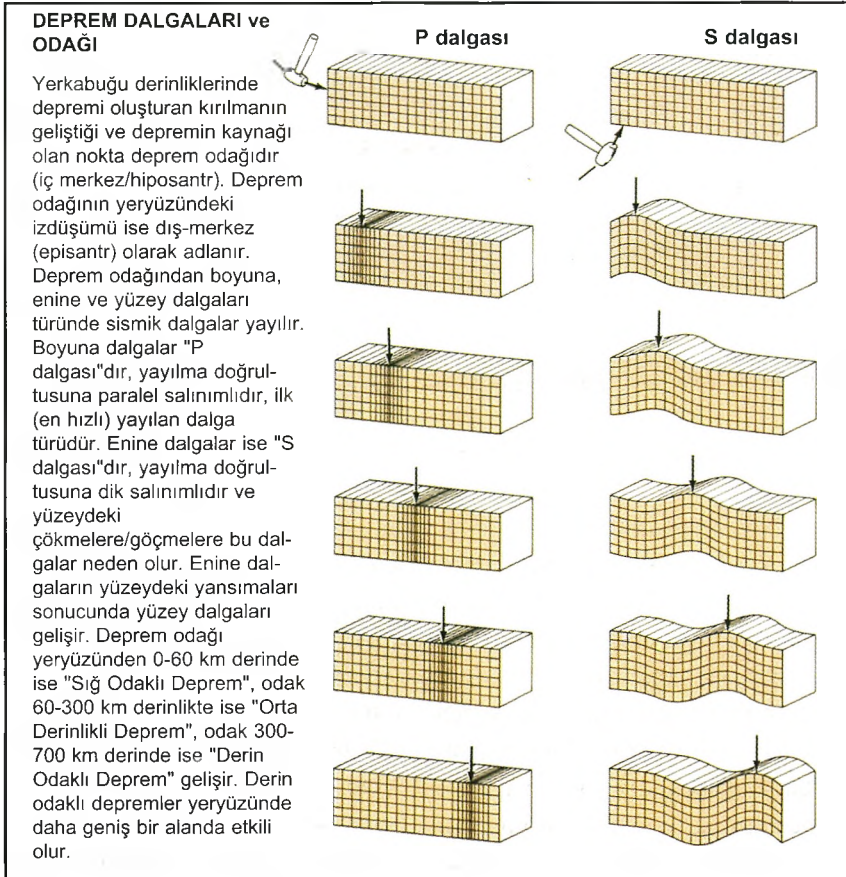 DEPREM DALGALARI ve
ODAĞI
Yerkabuğu derinliklerinde
depremi oluşturan kırılmanın
geliştiği ve depremin kaynağı
olan nokta deprem odağıdır
(iç merkez/hiposantr). Deprem
odağının yeryüzündeki
izdüşümü ise dış-merkez
(episantr) olarak adlanır.
Deprem odağından boyuna,
enine ve yüzey dalgaları
türünde sismik dalgalar yayılır.
Boyuna dalgalar "P
dalgası"dır, yayılma doğrul-
tusuna paralel salınımlıdır, ilk
(en hızlı) yayılan dalga
türüdür. Enine dalgalar ise "S
dalgası"dır, yayılma doğrul-
tusuna dik salınımlıdır ve
yüzeydeki
çökmelere/göçmelere bu dal-
galar neden olur. Enine dal-
gaların yüzeydeki yansımaları
sonucunda yüzey dalgaları
gelişir. Deprem odağı
yeryüzünden 0-60 km derinde
ise "Sığ Odaklı Deprem", odak
60-300 km derinlikte ise "Orta
Derinlikli Deprem", odak 300-
700 km derinde ise "Derin
Odaklı Deprem" gelişir. Derin
odaklı depremler yeryüzünde
daha geniş bir alanda etkili
olur.
P dalgası
S dalgası